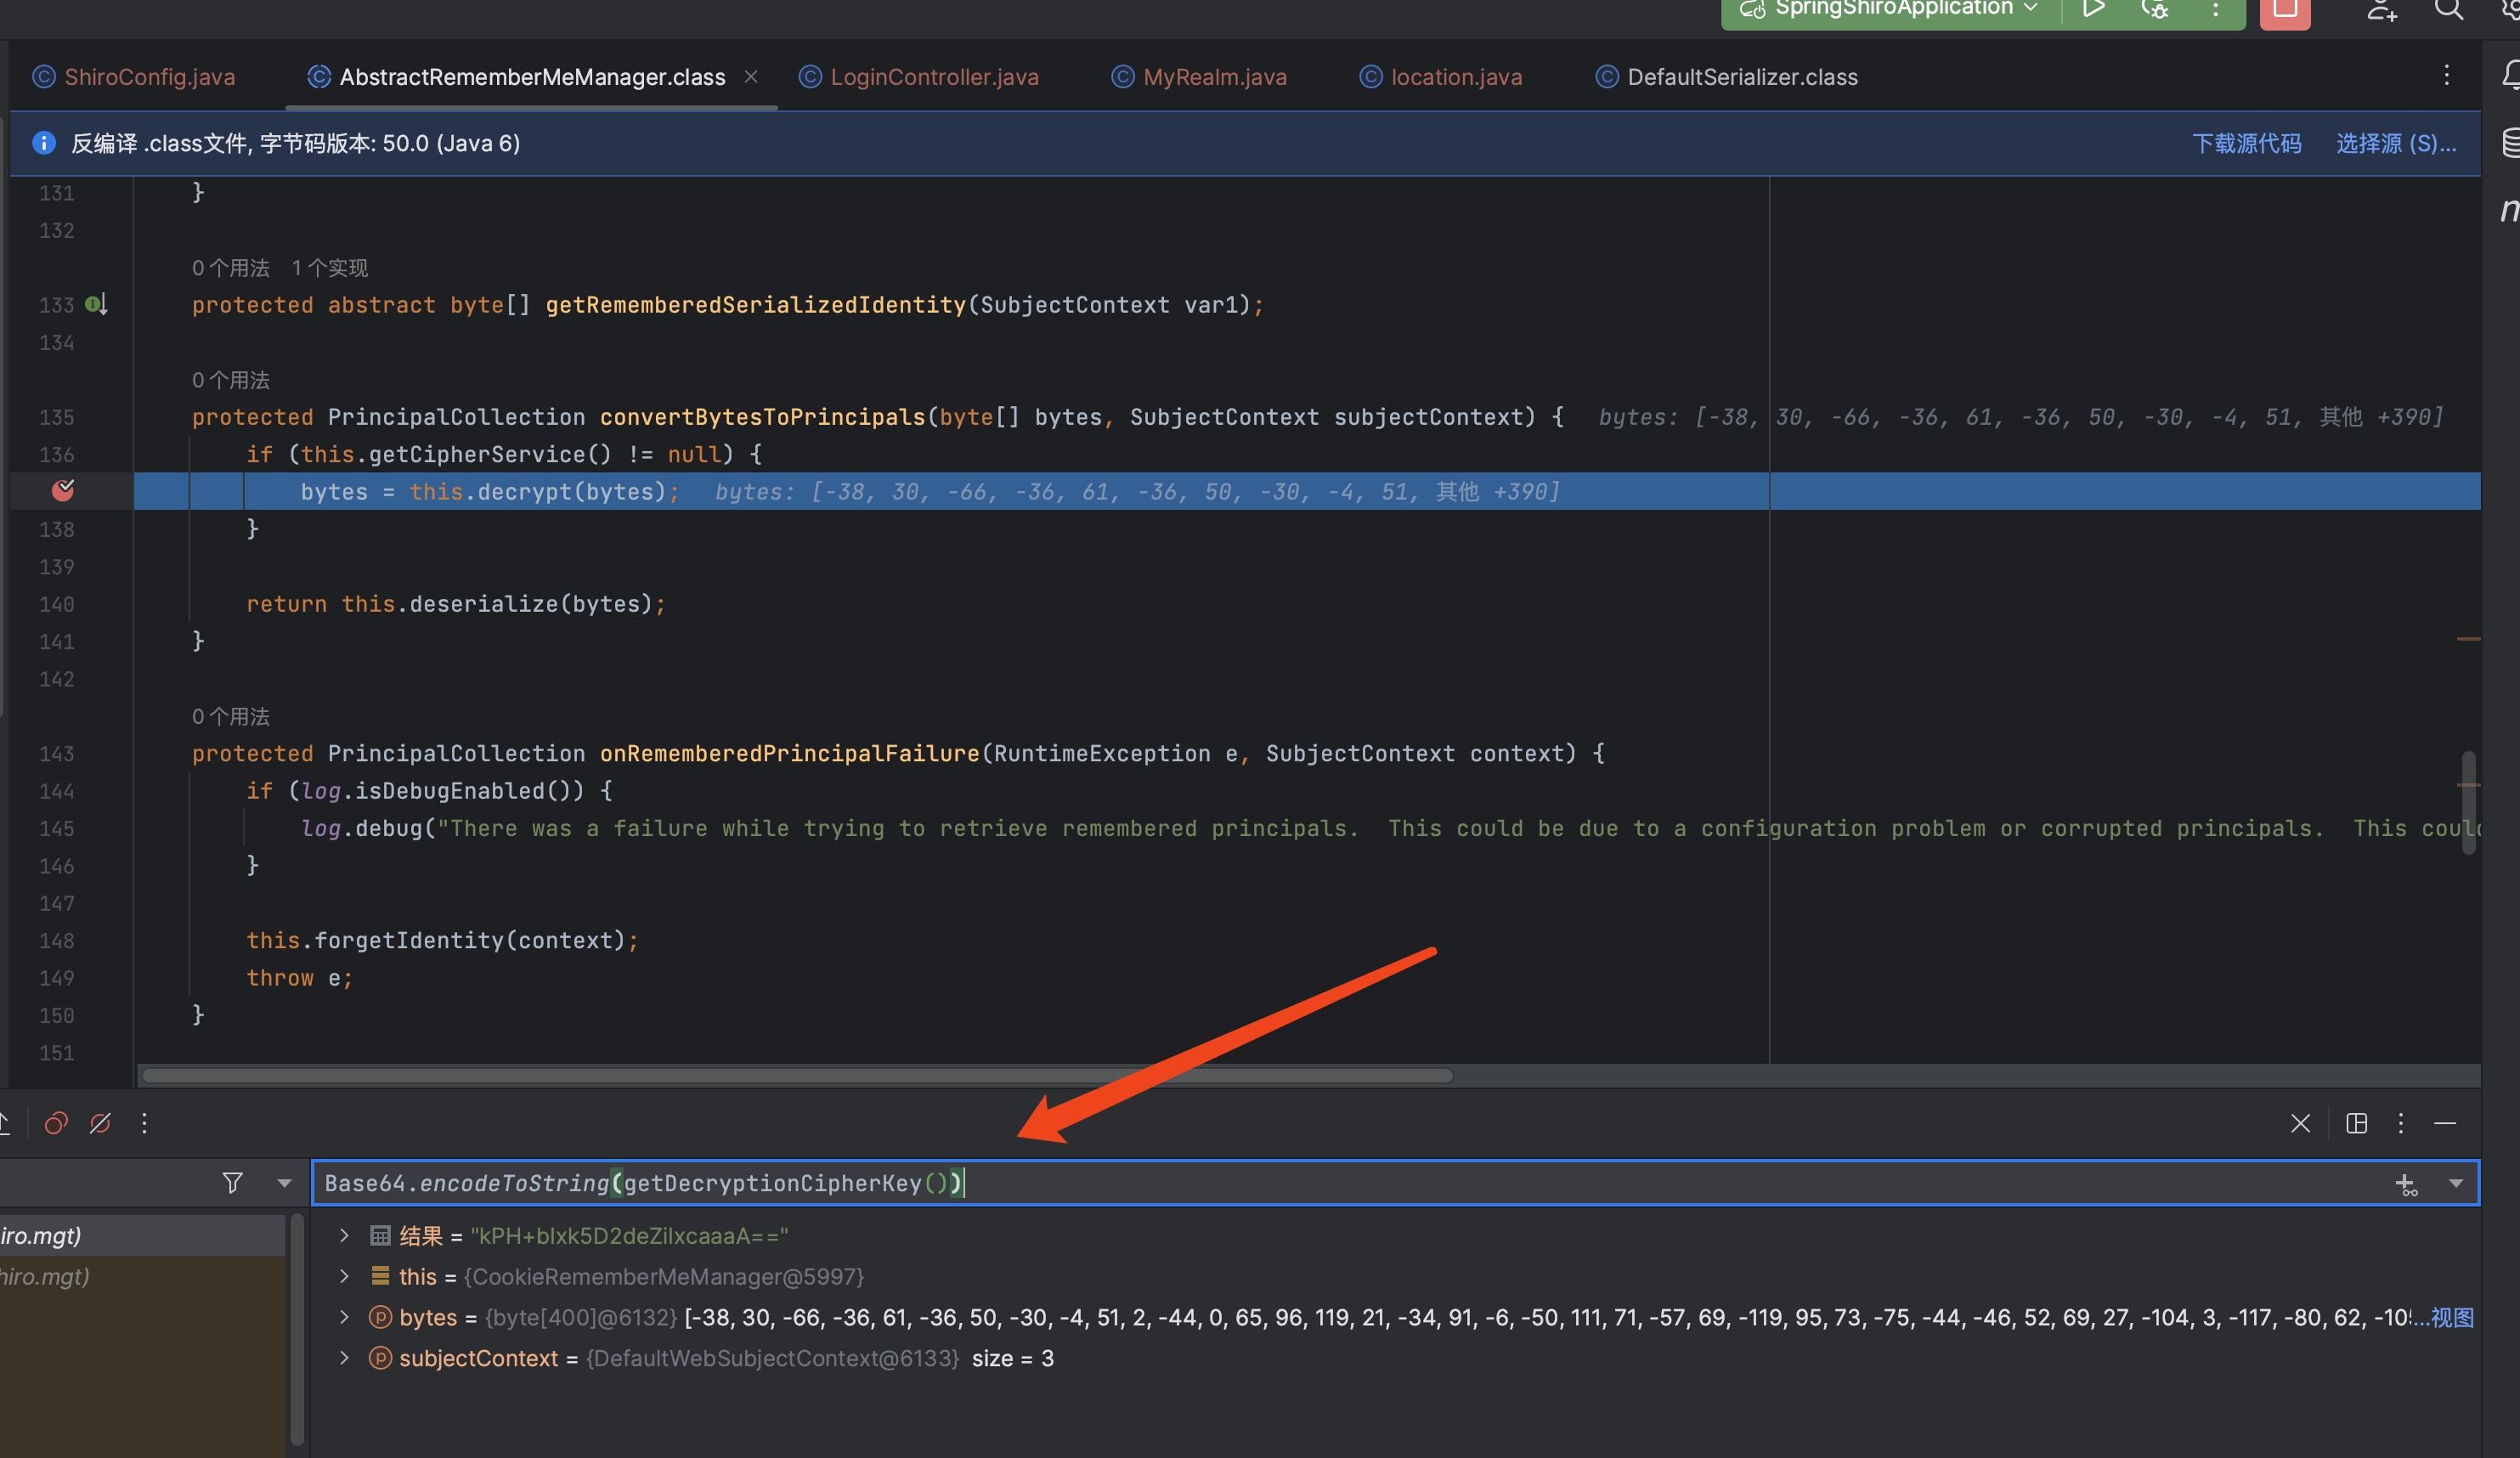 SpringShiroApplication
ShiroConfig.java AbstractRememberMeManager.class LoginController.java MyRealm.java location.java DefaultSerializer.class
反编译 .class文件, 字节码版本: 50.0 (Java 6) 下载源代码 选择源 (S)...
131 }
132
0 个用法 1 个实现
133 protected abstract byte[] getRememberedSerializedIdentity(SubjectContext var1);
134
0 个用法
135 protected PrincipalCollection convertBytesToPrincipals(byte[] bytes, SubjectContext subjectContext) { bytes: [-38, 30, -66, -36, 61, -36, 50, -30, -4, 51, 其他 +390]
136 if (this.getCipherService() != null) {
bytes = this.decrypt(bytes); bytes: [-38, 30, -66, -36, 61, -36, 50, -30, -4, 51, 其他 +390]
138 }
139
140 return this.deserialize(bytes);
141 }
142
0 个用法
143 protected PrincipalCollection onRememberedPrincipalFailure(RuntimeException e, SubjectContext context) {
144 if (log.isDebugEnabled()) {
145 log.debug("There was a failure while trying to retrieve remembered principals.  This could be due to a configuration problem or corrupted principals.  This could
146 }
147
148 this.forgetIdentity(context);
149 throw e;
150 }
151
Base64.encodeToString(getDecryptionCipherKey())
iro.mgt) 结果 = "kPH+bIxk5D2deZiIxcaaaA=="
hiro.mgt) this = {CookieRememberMeManager@5997}
bytes = {byte[400]@6132} [-38, 30, -66, -36, 61, -36, 50, -30, -4, 51, 2, -44, 0, 65, 96, 119, 21, -34, 91, -6, -50, 111, 71, -57, 69, -119, 95, 73, -75, -44, -46, 52, 69, 27, -104, 3, -117, -80, 62, -10...视图
subjectContext = {DefaultWebSubjectContext@6133} size = 3